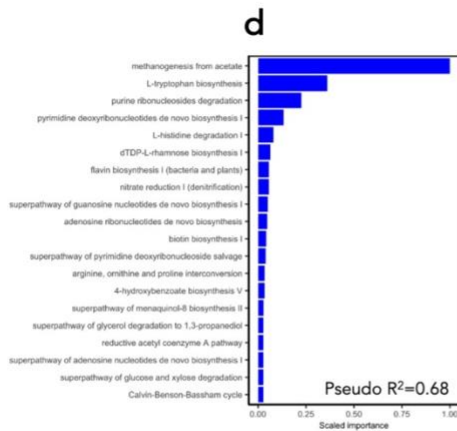 d
methanogenesis from acetate
L-tryptophan biosynthesis
purine ribonucleosides degradation
pyrimidine deoxyribonucleotides de novo biosynthesis I
L-histidine degradation I
dTDP-L-rhamnose biosynthesis I
flavin biosynthesis I (bacteria and plants)
nitrate reduction I (denitrification)
superpathway of guanosine nucleotides de novo biosynthesis I
adenosine ribonucleotides de novo biosynthesis
biotin biosynthesis I
superpathway of pyrimidine deoxyribonucleoside salvage
arginine, ornithine and proline interconversion
4-hydroxybenzoate biosynthesis V
superpathway of menaquinol-8 biosynthesis II
superpathway of glycerol degradation to 1,3-propanediol
reductive acetyl coenzyme A pathway
superpathway of adenosine nucleotides de novo biosynthesis I
superpathway of glucose and xylose degradation
Calvin-Benson-Bassham cycle
Pseudo R²=0.68
0.00 0.25 0.50 0.75 1.00
Scaled importance